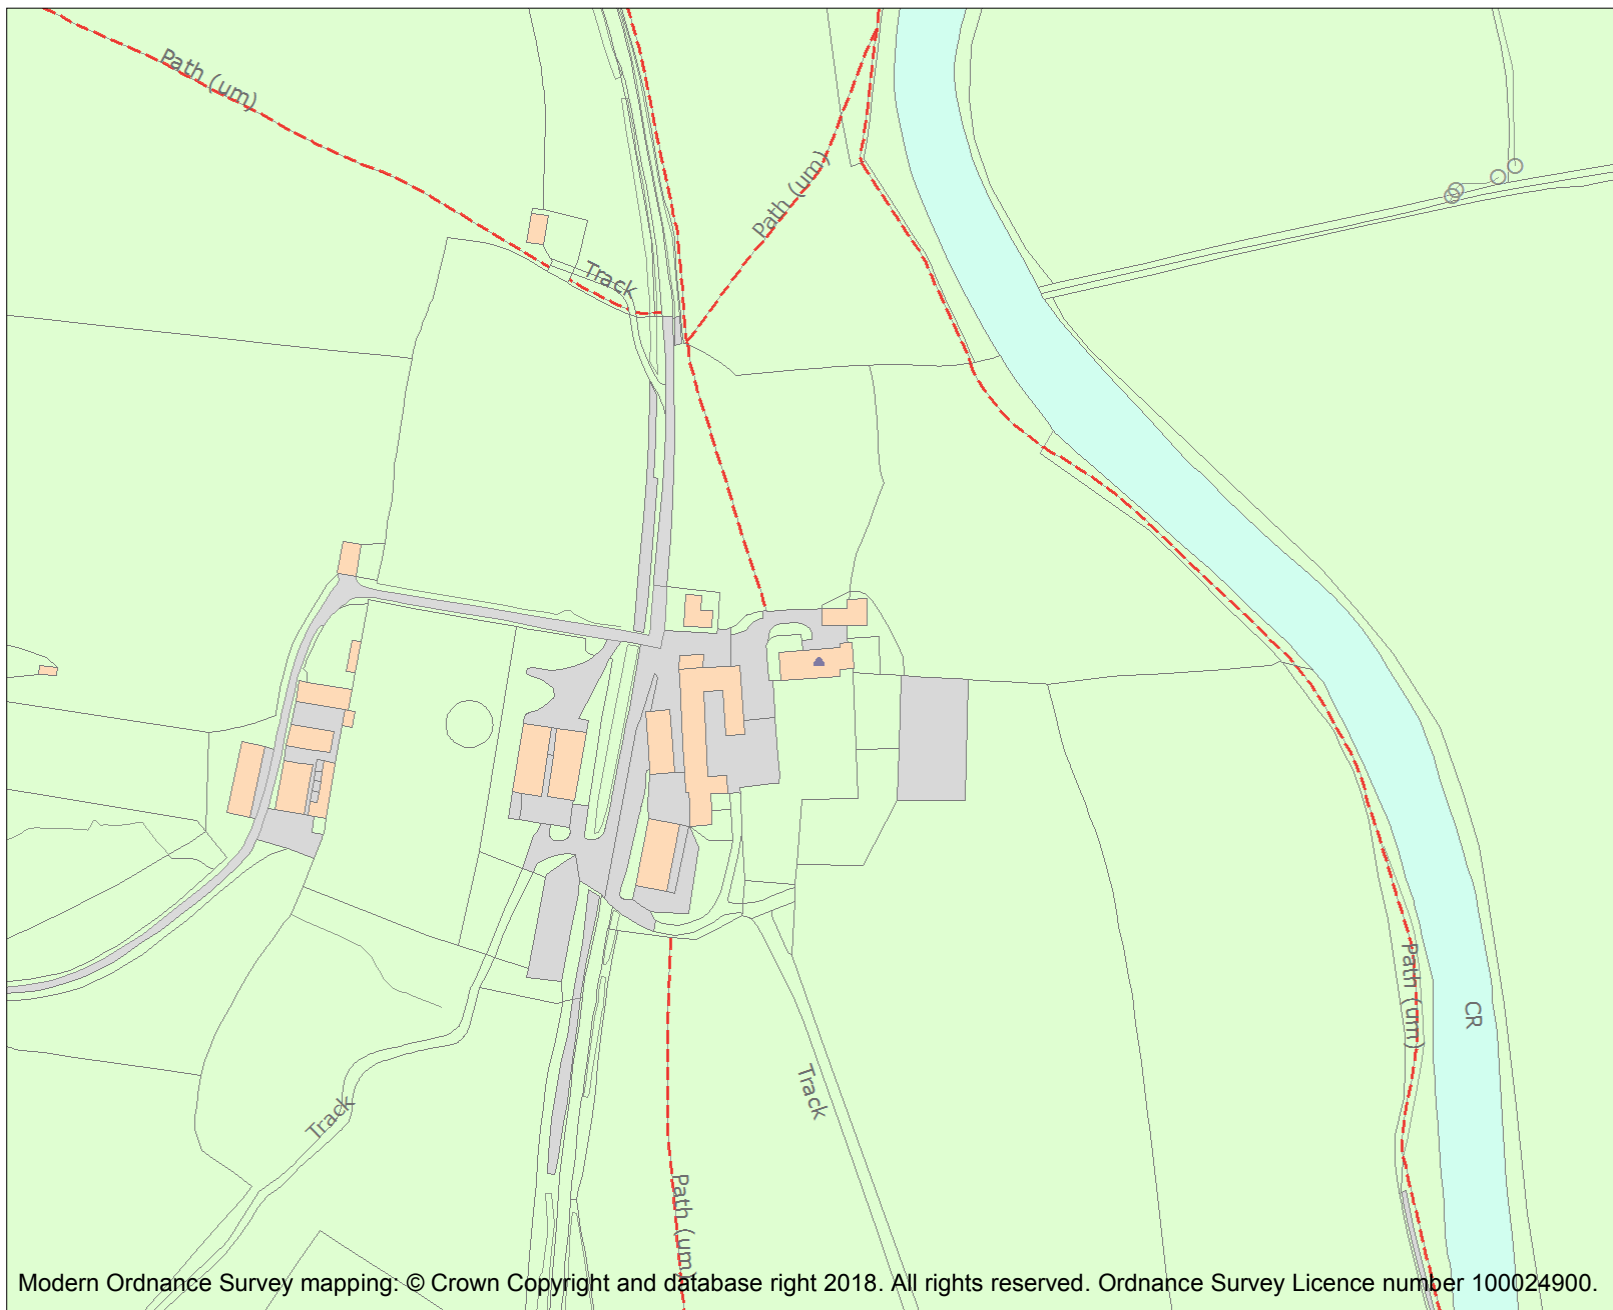 Path (um)
Path (um)
Track
Path (um)
CR
Track
Track
Path (um)
Modern Ordnance Survey mapping: © Crown Copyright and database right 2018. All rights reserved. Ordnance Survey Licence number 100024900.